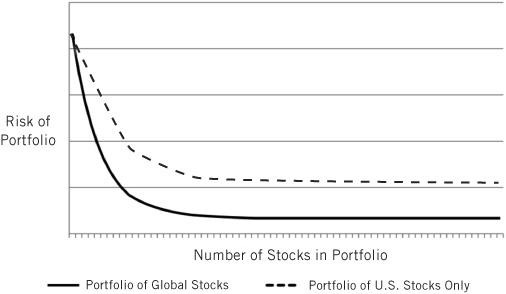 Risk of
Portfolio
Number of Stocks in Portfolio
Portfolio of Global Stocks
Portfolio of U.S. Stocks Only